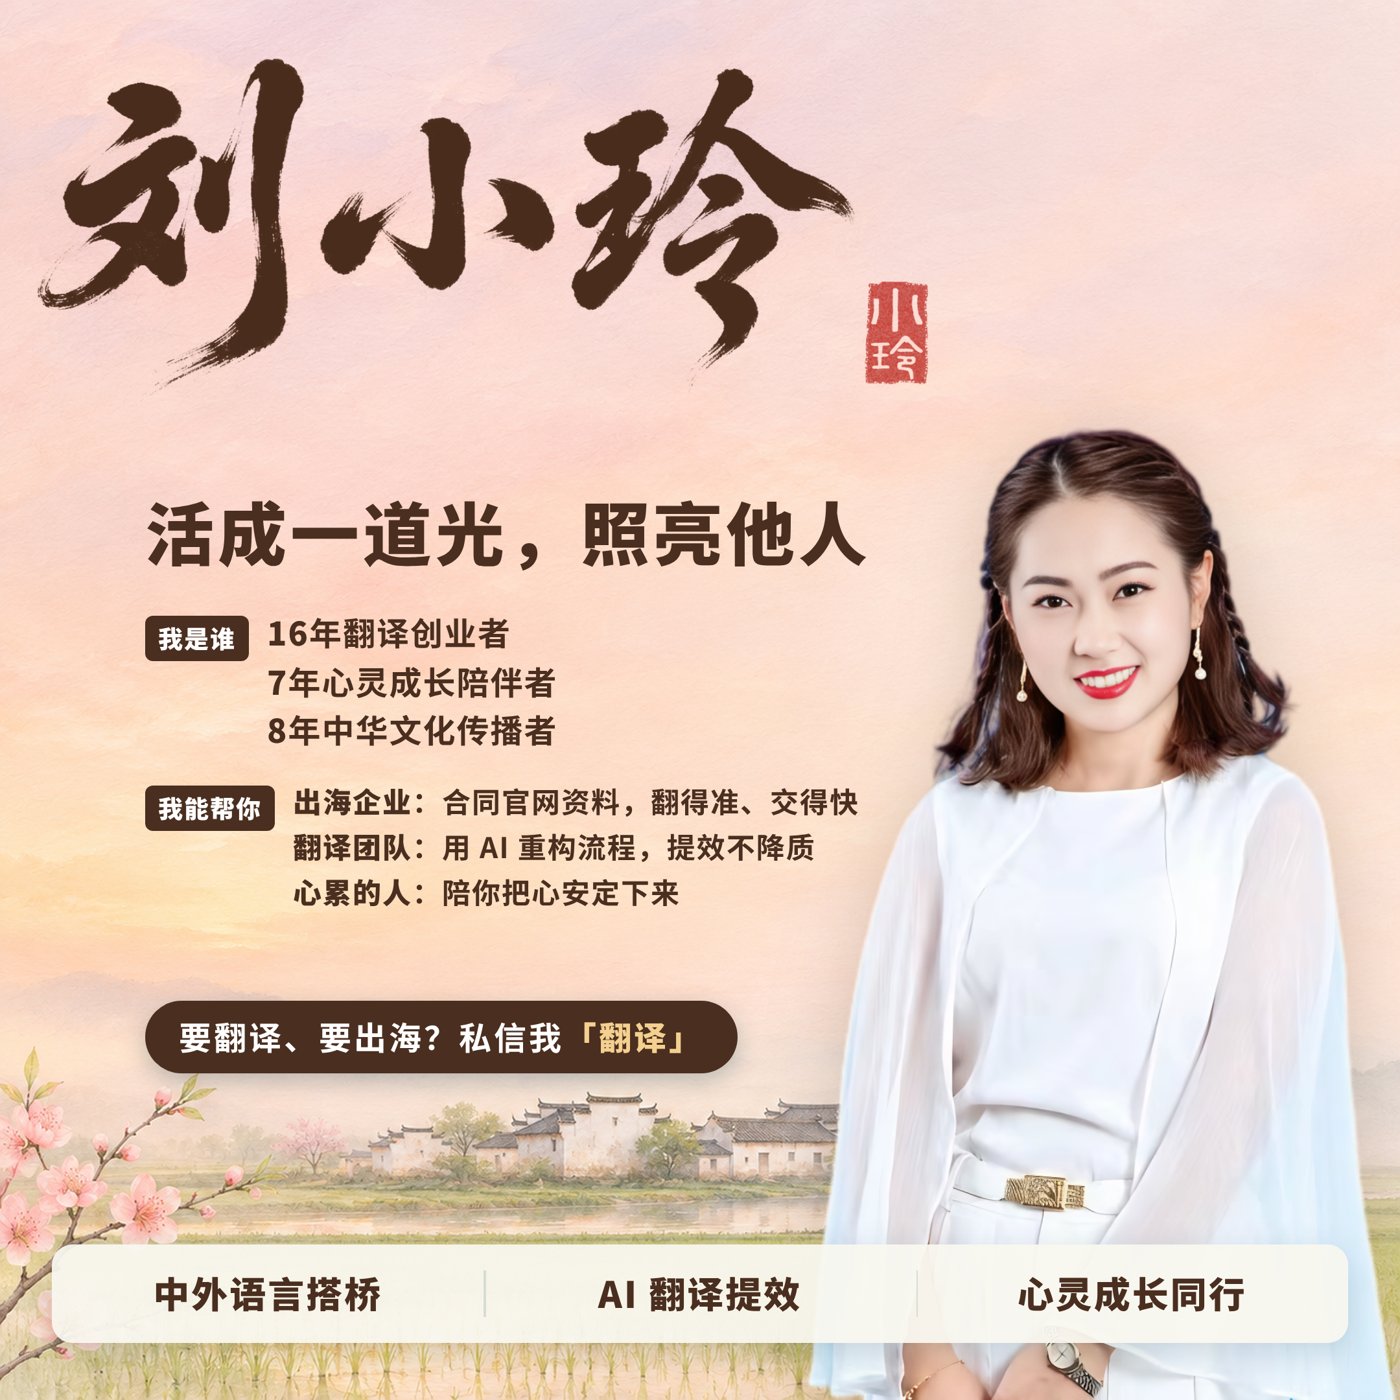 刘小玲
小玲
活成一道光，照亮他人
我是谁
16年翻译创业者
7年心灵成长陪伴者
8年中华文化传播者
我能帮你
出海企业：合同官网资料，翻得准、交得快
翻译团队：用 AI 重构流程，提效不降质
心累的人：陪你把心安定下来
要翻译、要出海？私信我「翻译」
中外语言搭桥
AI 翻译提效
心灵成长同行